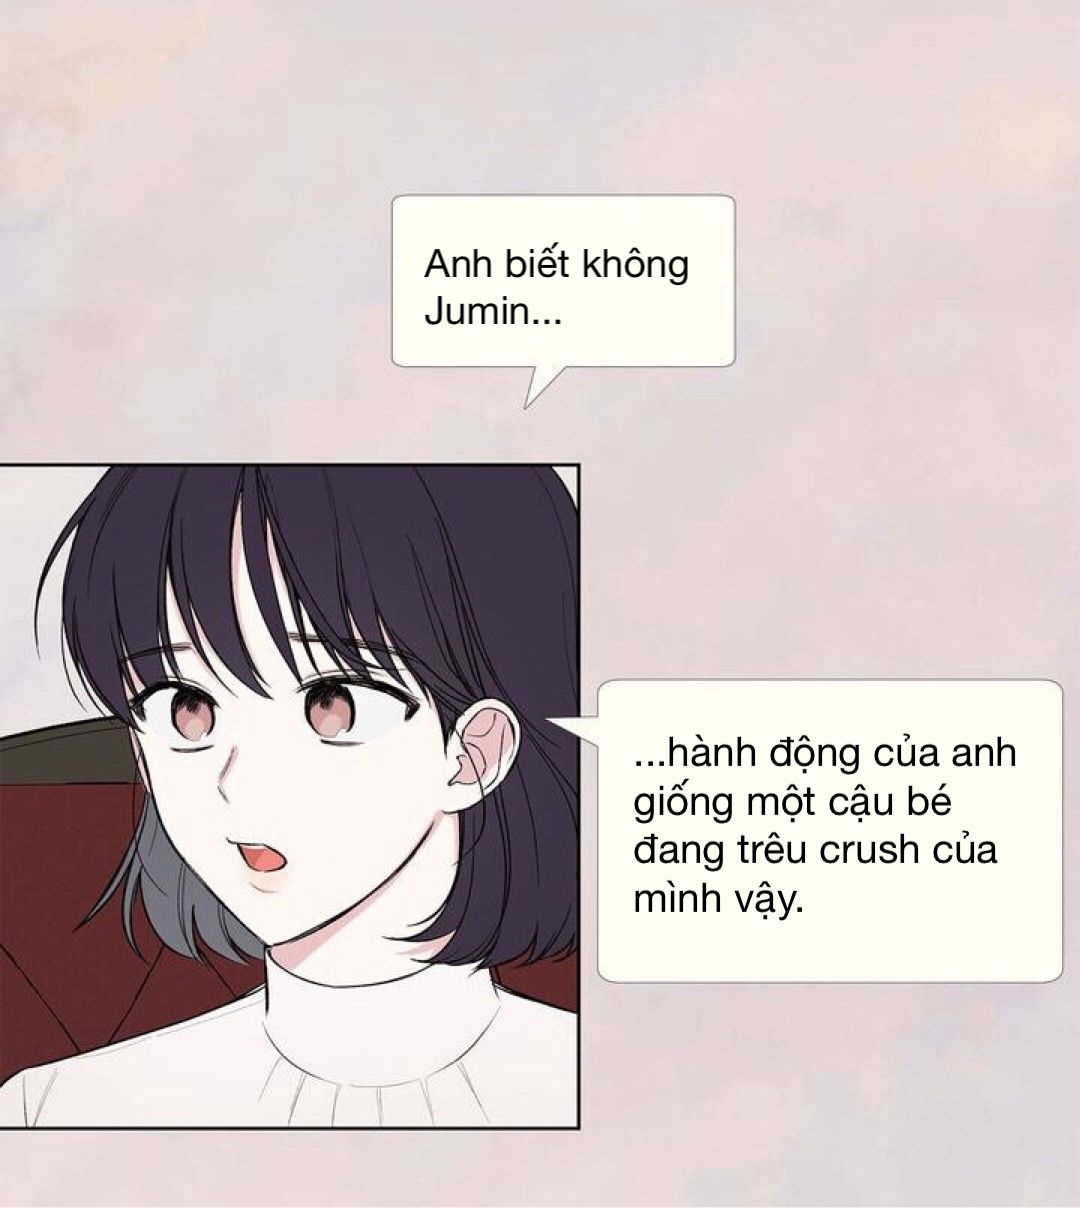 Anh biết không
Jumin...
...hành động của anh
giống một cậu bé
đang trêu crush của
mình vậy.